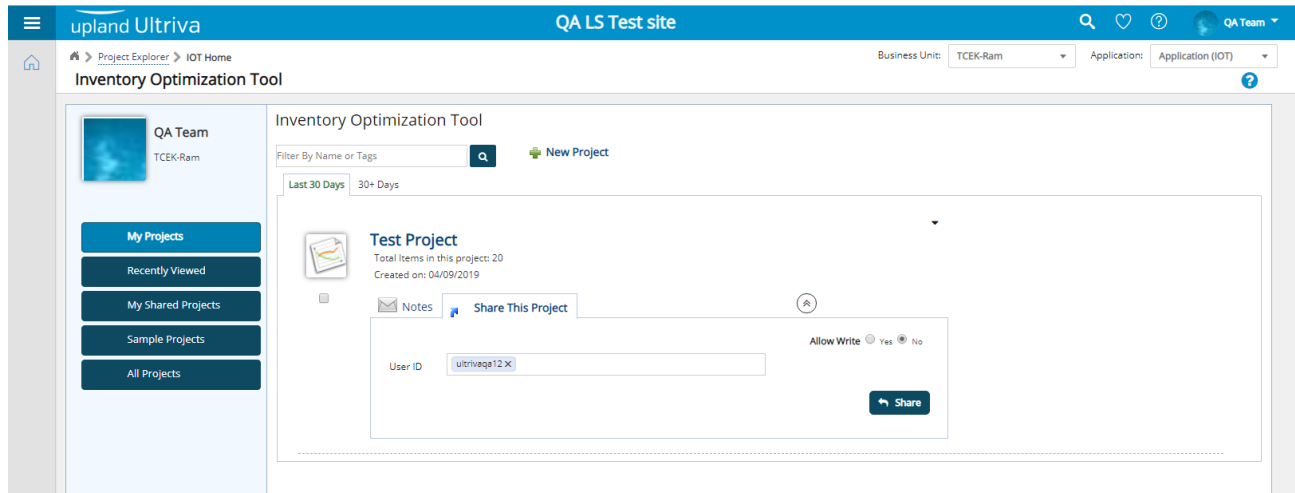 upland Ultriva
QA LS Test site
QA Team
Project Explorer > IOT Home
Business Unit: TCEK-Ram
Application: Application (IOT)
Inventory Optimization Tool
QA Team
TCEK-Ram
My Projects
Recently Viewed
My Shared Projects
Sample Projects
All Projects
Inventory Optimization Tool
Filter By Name or Tags
New Project
Last 30 Days
30+ Days
Test Project
Total Items in this project: 20
Created on: 04/09/2019
Notes
Share This Project
Allow Write Yes No
User ID
ultrivaqa12 X
Share